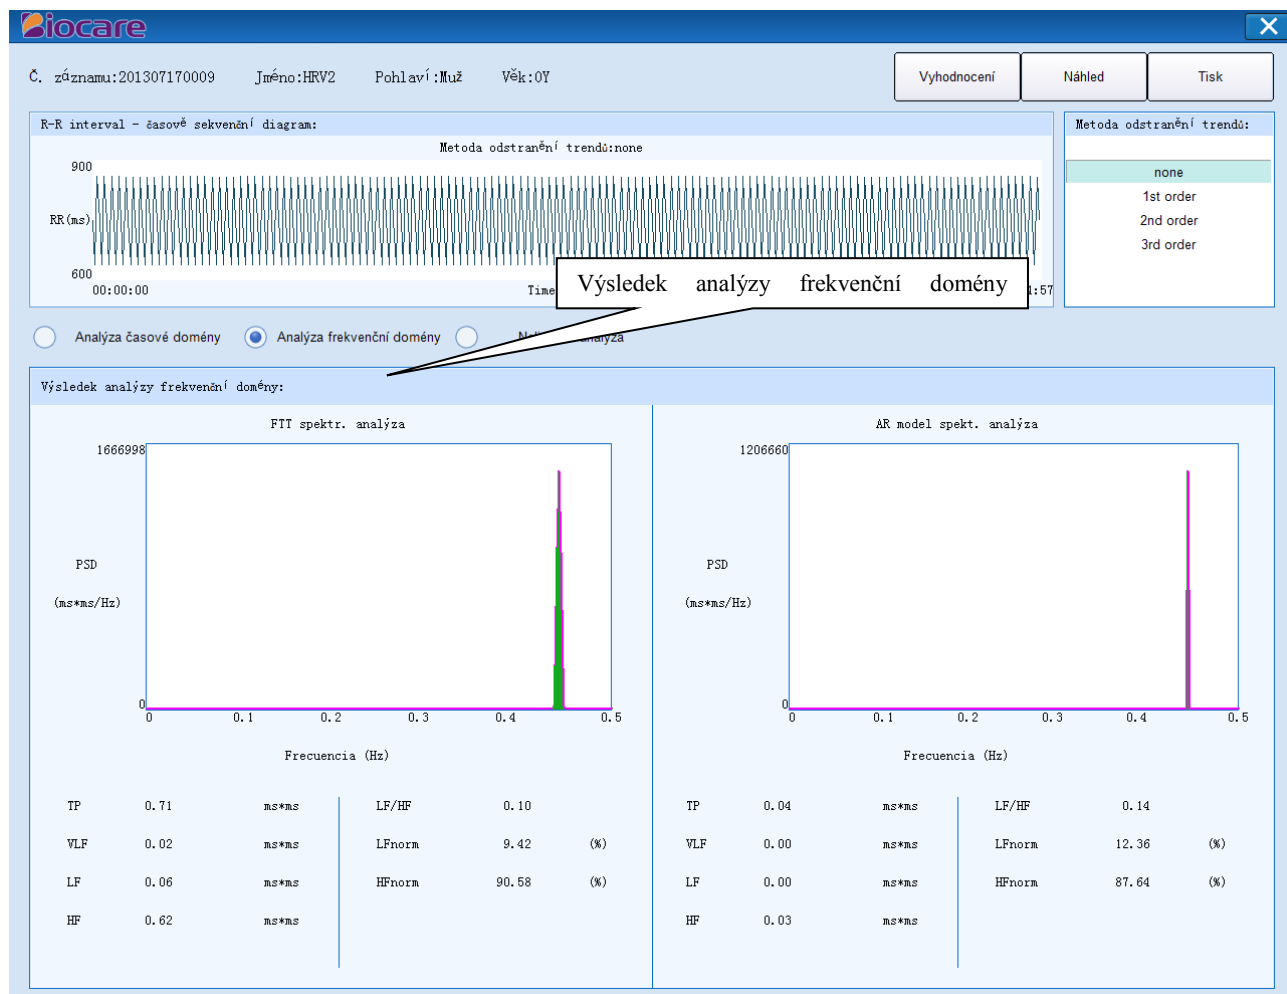 Biocare
Č. záznamu:201307170009 Jméno:HRV2 Pohlaví:Muž Věk:0Y
Vyhodnocení Náhled Tisk
R-R interval - časově sekvenční diagram:
Metoda odstranění trendů:none
900
RR(ms)
600
00:00:00 Time :57
Metoda odstranění trendů:
none
1st order
2nd order
3rd order
Výsledek analýzy frekvenční domény
Analýza časové domény Analýza frekvenční domény
Výsledek analýzy frekvenční domény:
FTT spektr. analýza
1666998
PSD
(ms*ms/Hz)
0
0 0.1 0.2 0.3 0.4 0.5
Frecuencia (Hz)
TP 0.71 ms*ms LF/HF 0.10
VLF 0.02 ms*ms LFnorm 9.42 (%)
LF 0.06 ms*ms HFnorm 90.58 (%)
HF 0.62 ms*ms
AR model spekt. analýza
1206660
PSD
(ms*ms/Hz)
0
0 0.1 0.2 0.3 0.4 0.5
Frecuencia (Hz)
TP 0.04 ms*ms LF/HF 0.14
VLF 0.00 ms*ms LFnorm 12.36 (%)
LF 0.00 ms*ms HFnorm 87.64 (%)
HF 0.03 ms*ms